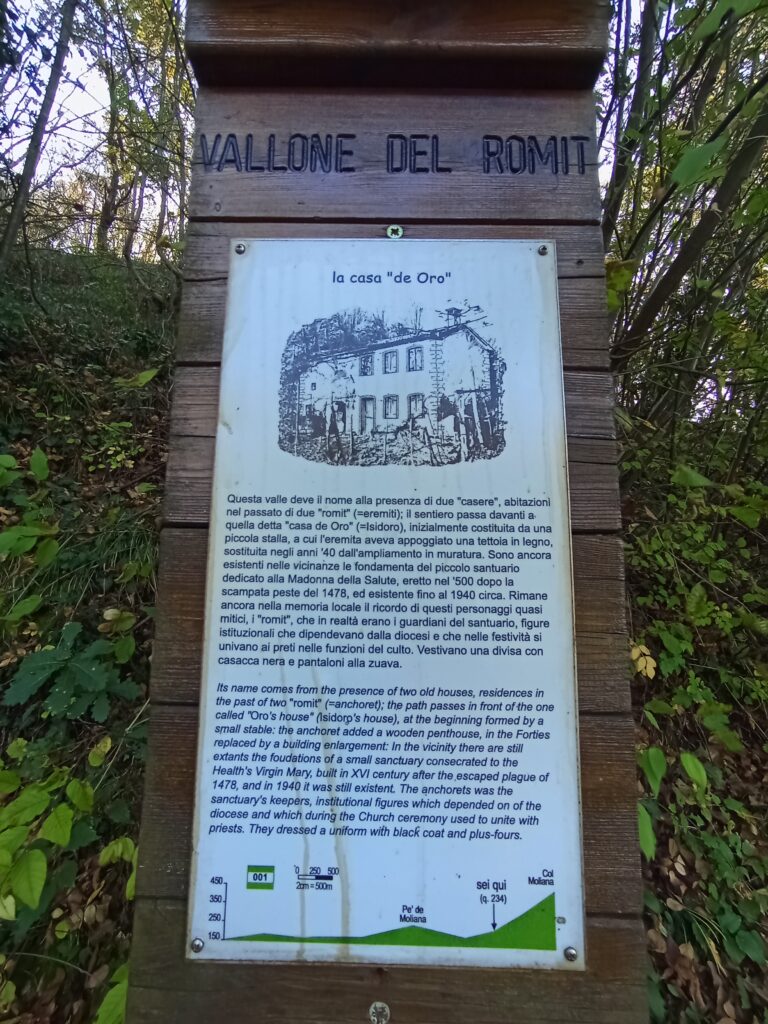 VALLONE DEL ROMIT
la casa "de Oro"
Questa valle deve il nome alla presenza di due "casere", abitazioni
nel passato di due "romit" (=eremiti); il sentiero passa davanti a
quella detta "casa de Oro" (=Isidoro), inizialmente costituita da una
piccola stalla, a cui l'eremita aveva appoggiato una tettoia in legno,
sostituita negli anni '40 dall'ampliamento in muratura. Sono ancora
esistenti nelle vicinanze le fondamenta del piccolo santuario
dedicato alla Madonna della Salute, eretto nel '500 dopo la
scampata peste del 1478, ed esistente fino al 1940 circa. Rimane
ancora nella memoria locale il ricordo di questi personaggi quasi
mitici, i "romit", che in realtà erano i guardiani del santuario, figure
istituzionali che dipendevano dalla diocesi e che nelle festività si
univano ai preti nelle funzioni del culto. Vestivano una divisa con
casacca nera e pantaloni alla zuava.
Its name comes from the presence of two old houses, residences in
the past of two "romit" (=anchoret); the path passes in front of the one
called "Oro's house" (Isidoro's house), at the beginning formed by a
small stable: the anchoret added a wooden penthouse, in the Forties
replaced by a building enlargement: In the vicinity there are still
extants the foudations of a small sanctuary consecrated to the
Health's Virgin Mary, built in XVI century after the escaped plague of
1478, and in 1940 it was still existent. The anchorets was the
sanctuary's keepers, institutional figures which depended on of the
diocese and which during the Church ceremony used to unite with
priests. They dressed a uniform with black coat and plus-fours.
001
0 250 500
2cm = 500m
450
350
250
150
Pe' de
Moliana
sei qui
(q. 234)
Col
Moliana